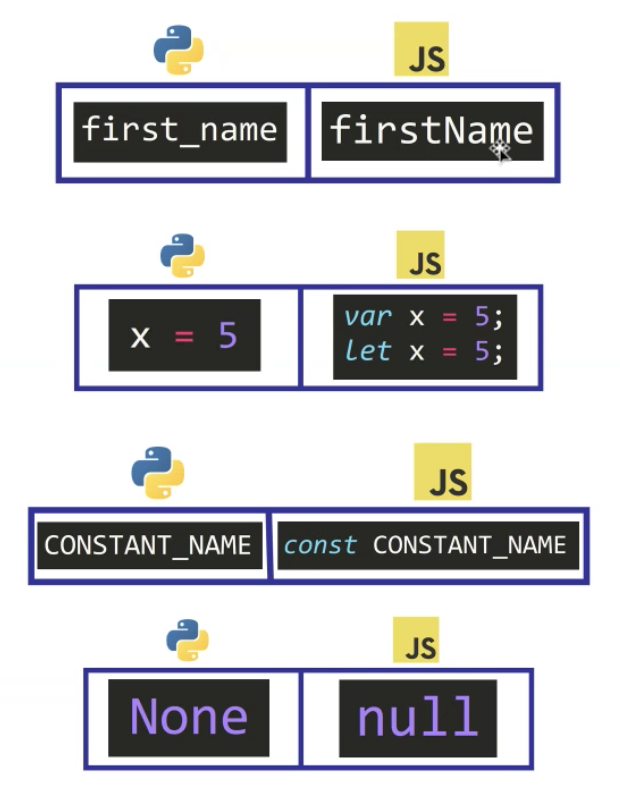 JS
first_name firstName
JS
x = 5 var x = 5;
let x = 5;
JS
CONSTANT_NAME const CONSTANT_NAME
JS
None null